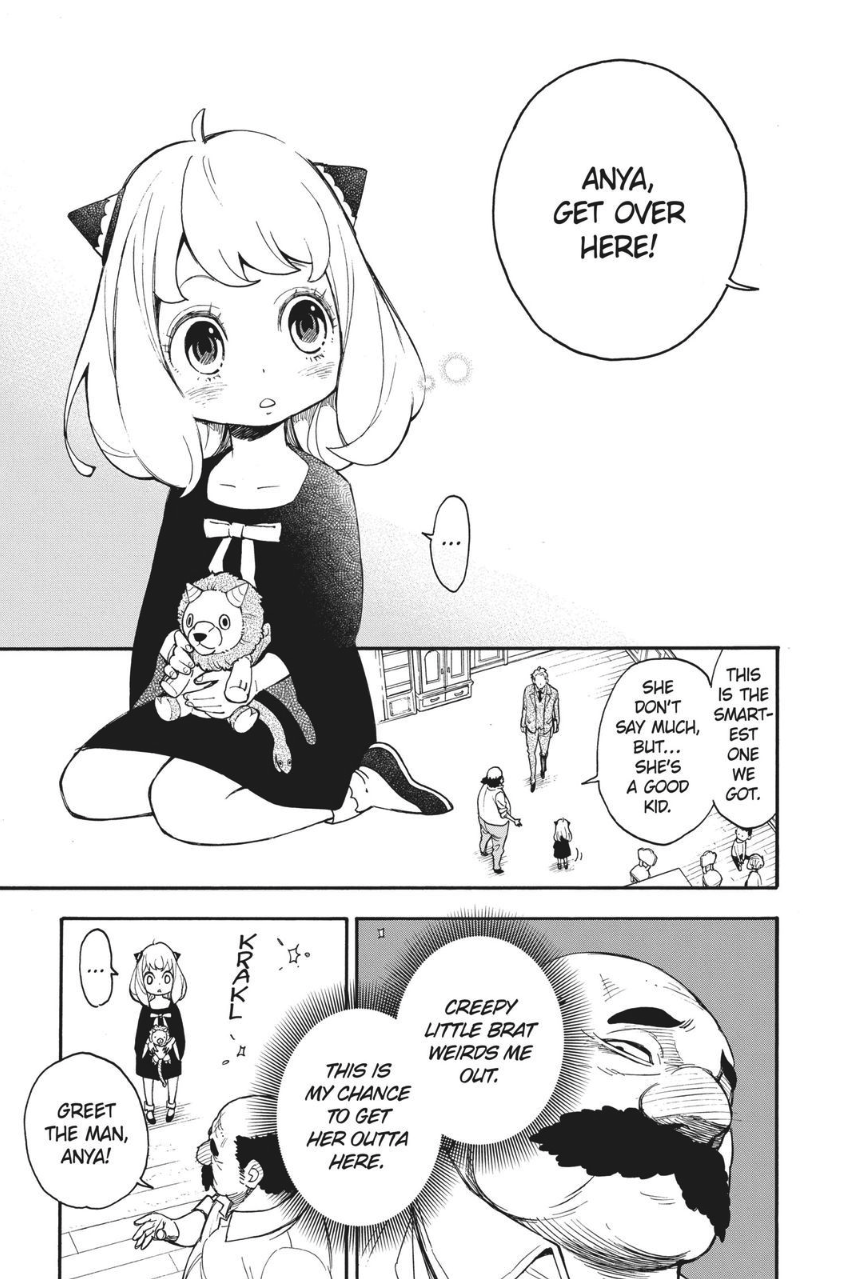 ANYA,
GET OVER
HERE!
...
THIS
IS THE
SMART-
EST
ONE
WE
GOT.
SHE
DON'T
SAY MUCH,
BUT...
SHE'S
A GOOD
KID.
CREEPY
LITTLE BRAT
WEIRDS ME
OUT.
THIS IS
MY CHANCE
TO GET
HER OUTTA
HERE.
KRAKL
...
GREET
THE MAN,
ANYA!